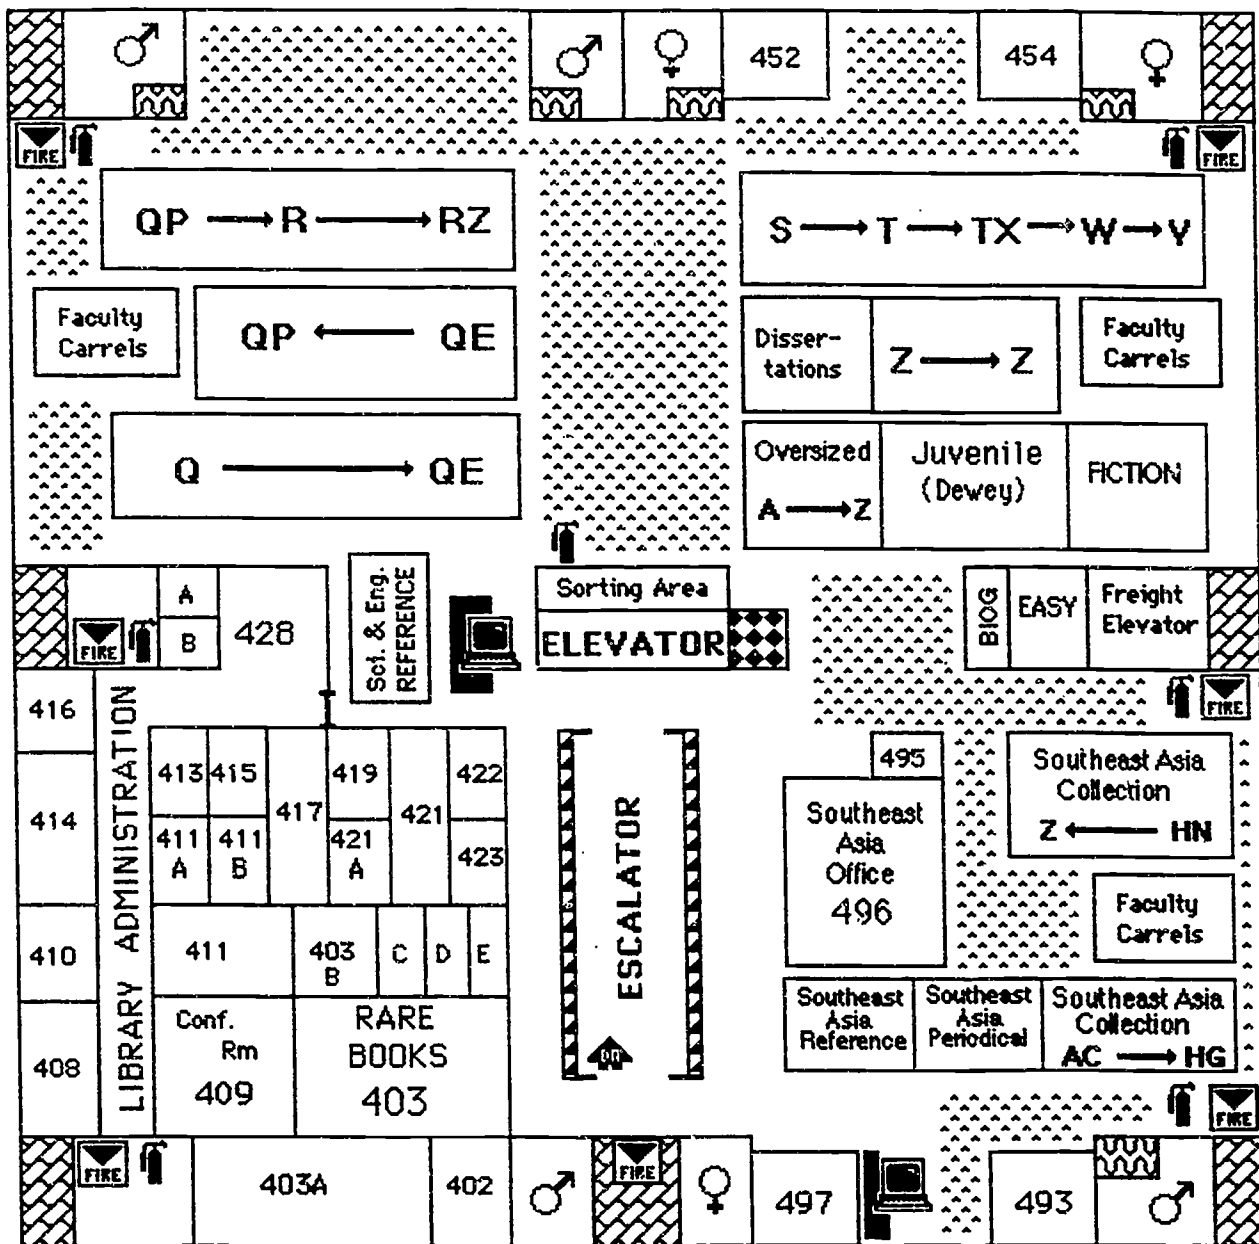 452
454
FIRE
FIRE
QP R RZ
S T TX W V
Faculty
Carrels
QP QE
Disser-
tations
Z Z
Faculty
Carrels
Q QE
Oversized
A Z
Juvenile
(Dewey)
FICTION
A
B
428
FIRE
Sci. & Eng.
REFERENCE
Sorting Area
ELEVATOR
BIOG
EASY
Freight
Elevator
FIRE
416
414
410
408
LIBRARY ADMINISTRATION
413
415
417
419
421
422
411
A
411
B
421
A
423
411
403
B
C
D
E
Conf.
Rm
409
RARE
BOOKS
403
ESCALATOR
495
Southeast
Asia
Office
496
Southeast Asia
Collection
Z HN
Faculty
Carrels
Southeast
Asia
Reference
Southeast
Asia
Periodical
Southeast Asia
Collection
AC HG
FIRE
FIRE
403A
402
FIRE
497
493